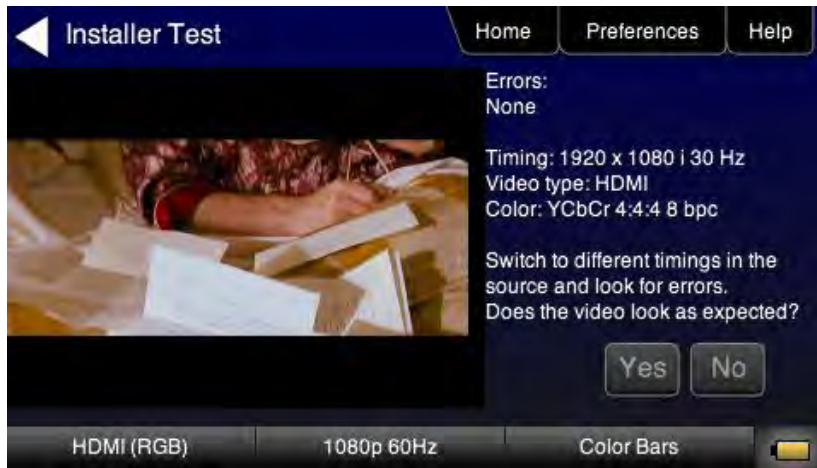 Installer Test
Home
Preferences
Help
Errors:
None
Timing: 1920 x 1080 i 30 Hz
Video type: HDMI
Color: YCbCr 4:4:4 8 bpc
Switch to different timings in the
source and look for errors.
Does the video look as expected?
Yes
No
HDMI (RGB)
1080p 60Hz
Color Bars